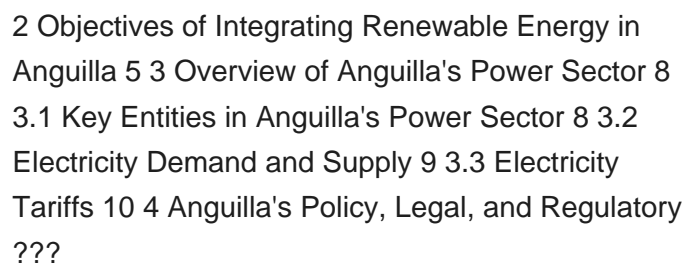 2 Objectives of Integrating Renewable Energy in
Anguilla 5 3 Overview of Anguilla's Power Sector 8
3.1 Key Entities in Anguilla's Power Sector 8 3.2
Electricity Demand and Supply 9 3.3 Electricity
Tariffs 10 4 Anguilla's Policy, Legal, and Regulatory
???